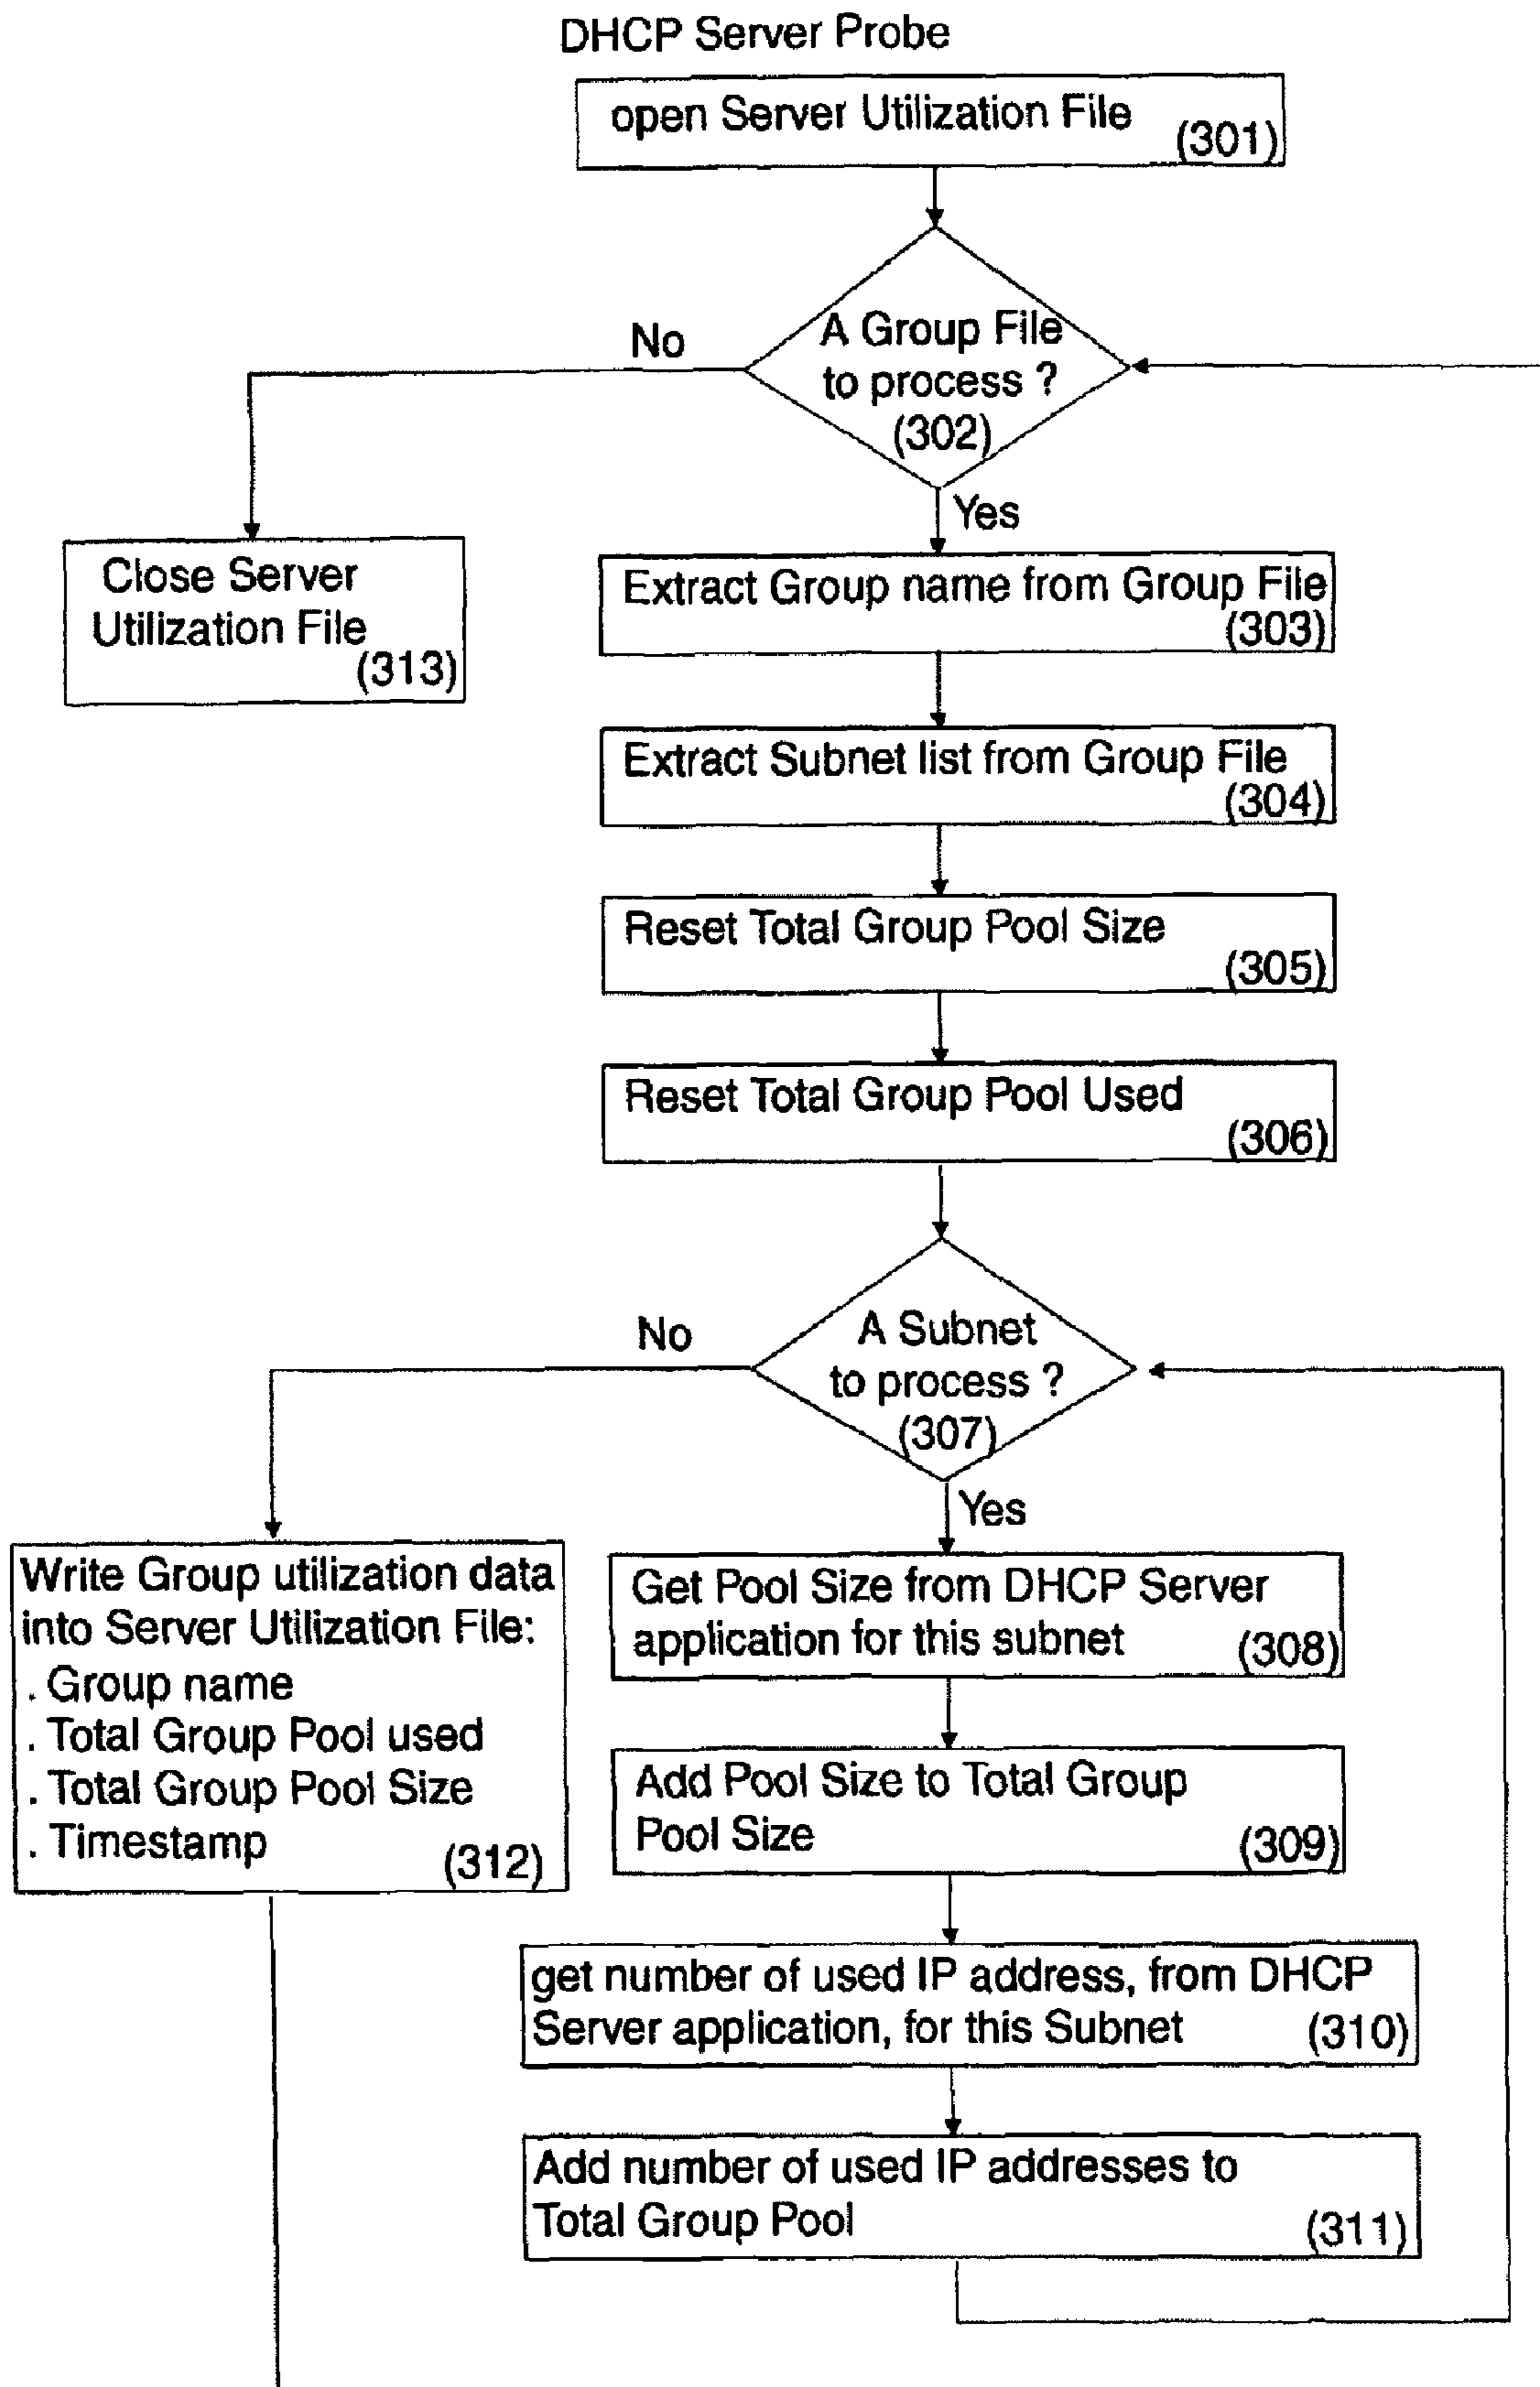 DHCP Server Probe
open Server Utilization File
(301)
A Group File
to process ?
(302)
No
Yes
Close Server
Utilization File
(313)
Extract Group name from Group File
(303)
Extract Subnet list from Group File
(304)
Reset Total Group Pool Size
(305)
Reset Total Group Pool Used
(306)
A Subnet
to process ?
(307)
No
Yes
Write Group utilization data
into Server Utilization File:
. Group name
. Total Group Pool used
. Total Group Pool Size
. Timestamp
(312)
Get Pool Size from DHCP Server
application for this subnet
(308)
Add Pool Size to Total Group
Pool Size
(309)
get number of used IP address, from DHCP
Server application, for this Subnet
(310)
Add number of used IP addresses to
Total Group Pool
(311)